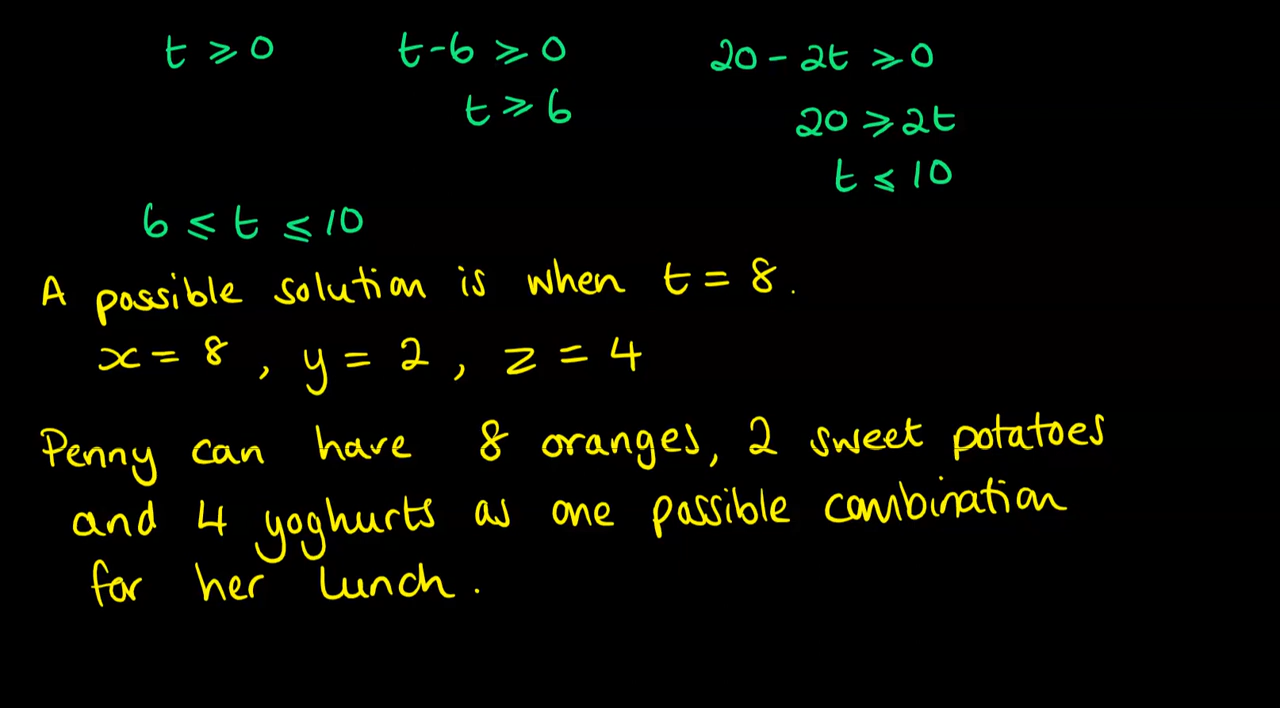 t ⩾ 0 t-6 ⩾ 0 20 - 2t ⩾ 0
t ⩾ 6 20 ⩾ 2t
t ⩽ 10
6 ⩽ t ⩽ 10
A possible solution is when t = 8.
x = 8, y = 2, z = 4
Penny can have 8 oranges, 2 sweet potatoes
and 4 yoghurts as one possible combination
for her lunch.